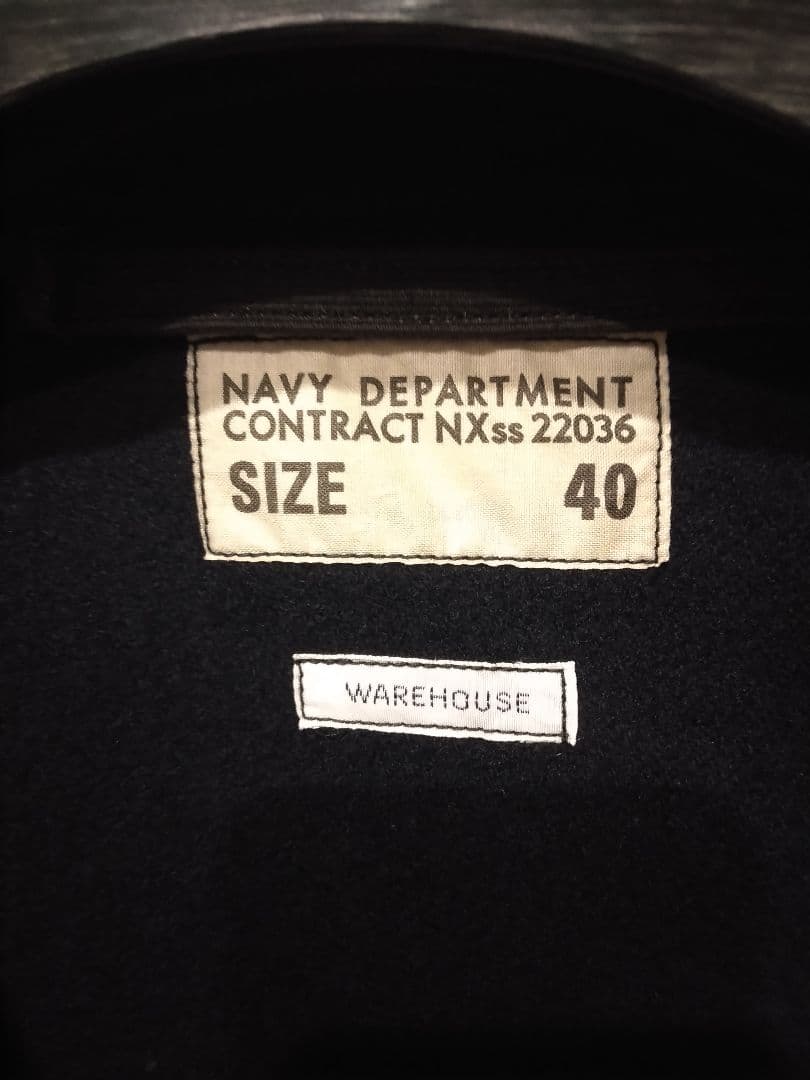 NAVY DEPARTMENT
CONTRACT NXss 22036
SIZE 40
WAREHOUSE